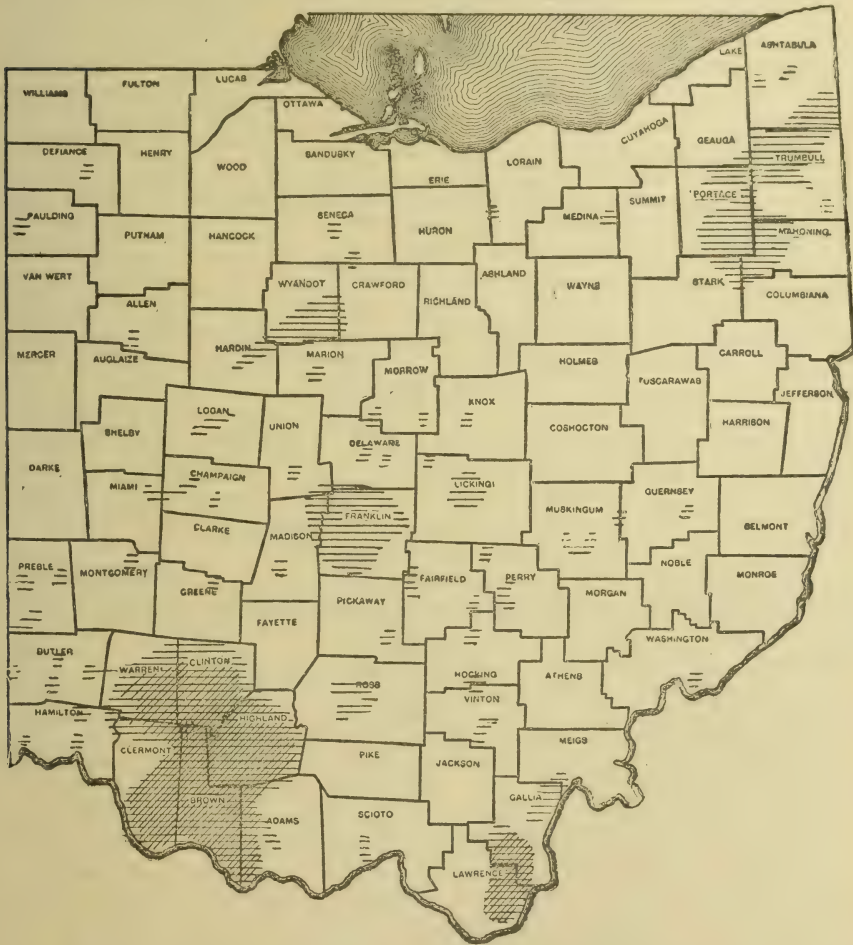 LAKE
ASHTABULA
WILLIAMS
FULTON
LUCAS
OTTAWA
CUYAHOGA
GEAUGA
TRUMBULL
DEFIANCE
HENRY
WOOD
SANDUSKY
ERIE
LORAIN
MEDINA
SUMMIT
PORTAGE
PAULDING
PUTNAM
HANCOCK
SENECA
HURON
MAHONING
VAN WERT
ALLEN
WYANDOT
CRAWFORD
RICHLAND
ASHLAND
WAYNE
STARK
COLUMBIANA
MERCER
AUGLAIZE
HARDIN
MARION
MORROW
HOLMES
TUSCARAWAS
CARROLL
JEFFERSON
SHELBY
LOGAN
UNION
DELAWARE
KNOX
COSHOCTON
HARRISON
DARKE
MIAMI
CHAMPAIGN
LICKING
MUSKINGUM
GUERNSEY
BELMONT
CLARKE
MADISON
FRANKLIN
PREBLE
MONTGOMERY
GREENE
FAYETTE
PICKAWAY
FAIRFIELD
PERRY
MORGAN
NOBLE
MONROE
BUTLER
WARREN
CLINTON
ROSS
HOCKING
ATHENS
WASHINGTON
HAMILTON
CLERMONT
HIGHLAND
PIKE
VINTON
MEIGS
BROWN
ADAMS
SCIOTO
JACKSON
GALLIA
LAWRENCE